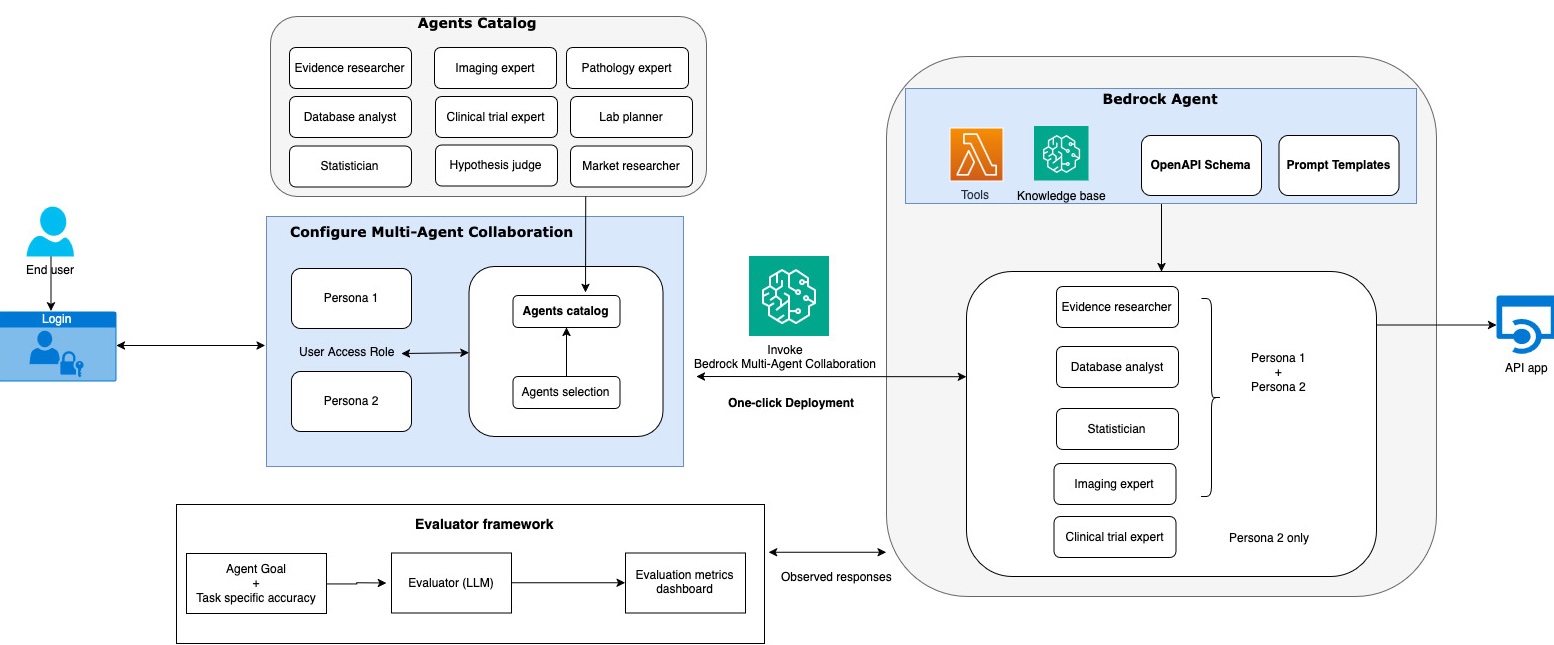 Agents Catalog
Evidence researcher
Imaging expert
Pathology expert
Database analyst
Clinical trial expert
Lab planner
Statistician
Hypothesis judge
Market researcher
End user
Login
Configure Multi-Agent Collaboration
Persona 1
User Access Role
Persona 2
Agents catalog
Agents selection
Invoke
Bedrock Multi-Agent Collaboration
One-click Deployment
Bedrock Agent
Tools
Knowledge base
OpenAPI Schema
Prompt Templates
Evidence researcher
Database analyst
Statistician
Imaging expert
Clinical trial expert
Persona 1
+
Persona 2
Persona 2 only
API app
Evaluator framework
Agent Goal
+
Task specific accuracy
Evaluator (LLM)
Evaluation metrics
dashboard
Observed responses